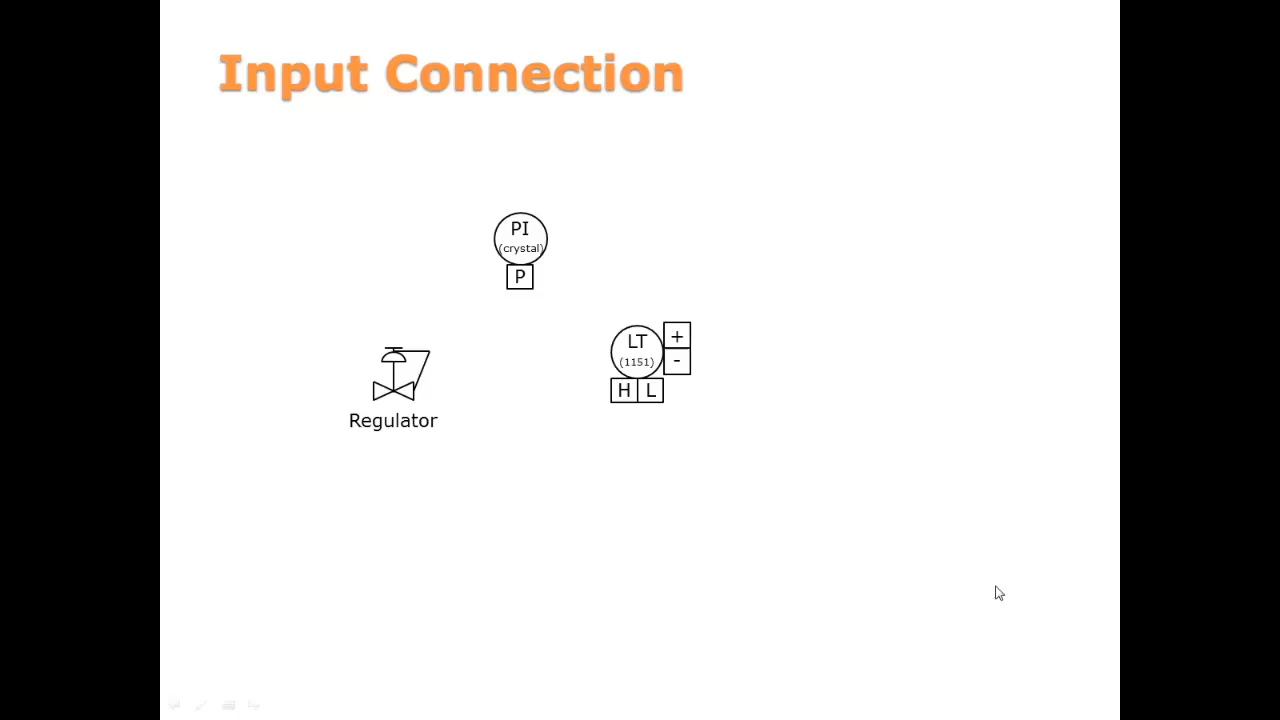 Input Connection
PI
(crystal)
P
LT
(1151)
+
-
H L
Regulator